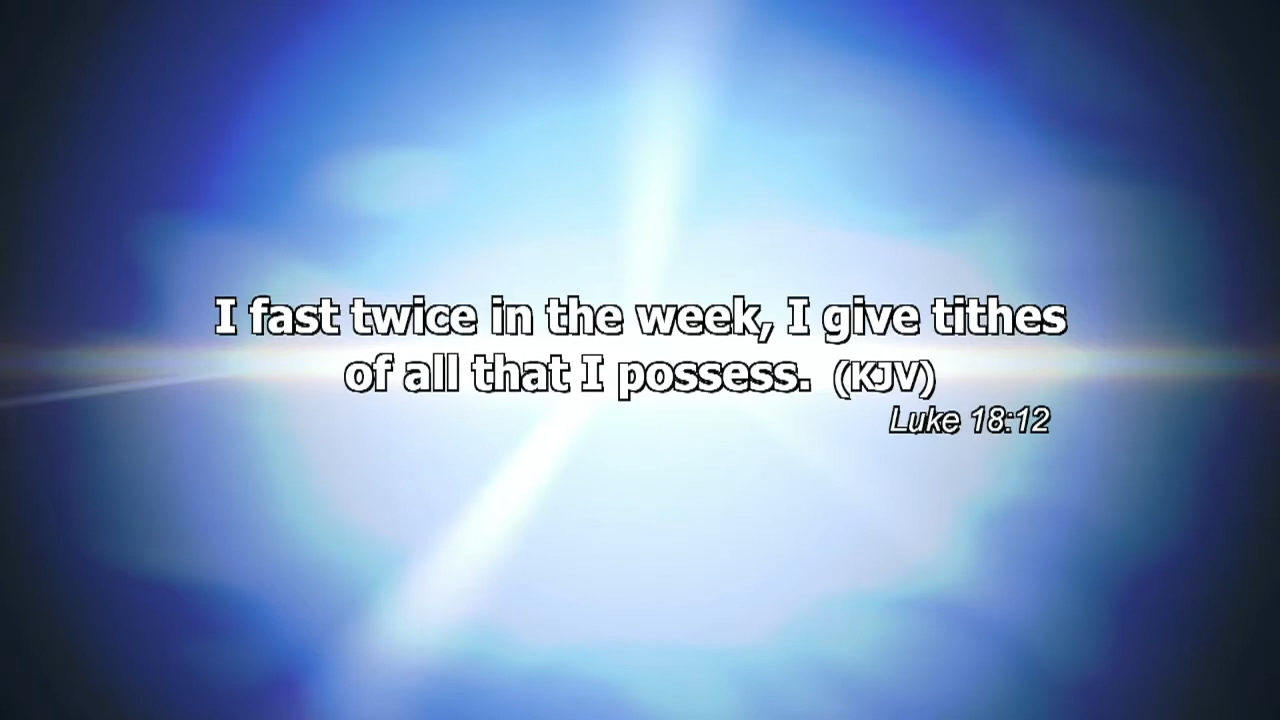 I fast twice in the week, I give tithes
of all that I possess. (KJV)
Luke 18:12